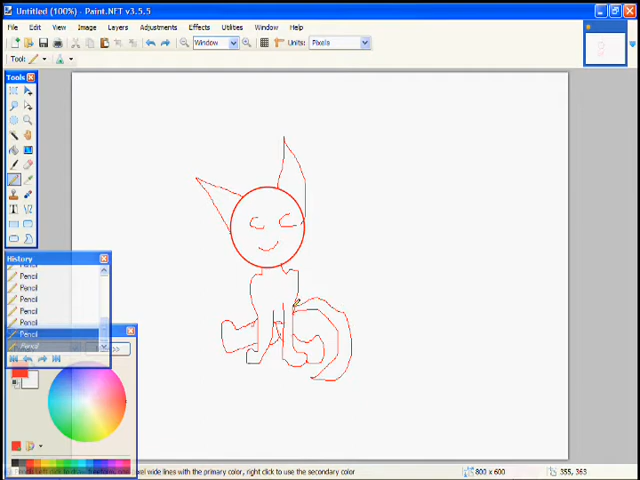 Untitled (100%) - Paint.NET v3.5.5
File Edit View Image Layers Adjustments Effects Utilities Window Help
Window Units: Pixels
Tool:
Tools
History
Pencil
Pencil
Pencil
Pencil
Pencil
Pencil
Pencil
>>
pixel wide lines with the primary color, right click to use the secondary color
800 x 600
355, 363